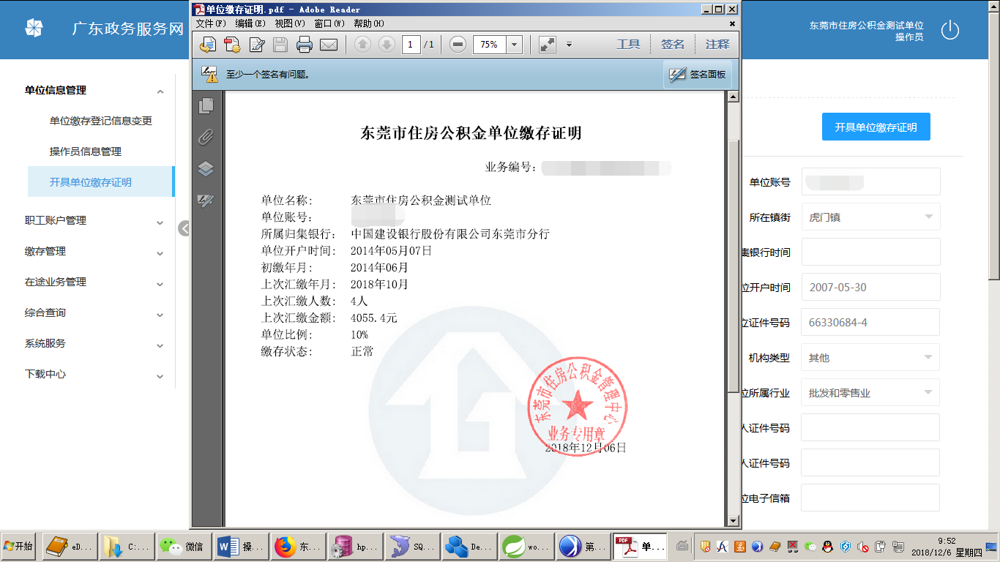 广东政务服务网
东莞市住房公积金测试单位
操作员
单位信息管理
单位缴存登记信息变更
操作员信息管理
开具单位缴存证明
职工账户管理
缴存管理
在途业务管理
综合查询
系统服务
下载中心
单位缴存证明.pdf - Adobe Reader
文件(F) 编辑(E) 视图(V) 窗口(W) 帮助(H)
1 /1 75% 工具 签名 注释
至少一个签名有问题。 签名面板
东莞市住房公积金单位缴存证明
业务编号:
单位名称: 东莞市住房公积金测试单位
单位账号:
所属归集银行: 中国建设银行股份有限公司东莞市分行
单位开户时间: 2014年05月07日
初缴年月: 2014年06月
上次汇缴年月: 2018年10月
上次汇缴人数: 4人
上次汇缴金额: 4055.4元
单位比例: 10%
缴存状态: 正常
东莞市住房公积金管理中心
业务专用章
2018年12月06日
开具单位缴存证明
单位账号
所在镇街 虎门镇
集银行时间
位开户时间 2007-05-30
位证件号码 66330684-4
机构类型 其他
位所属行业 批发和零售业
人证件号码
人证件号码
位电子信箱
开始 eD... C:... 微信 操... 东... hp... SQ... De... wo... 第... PDF 单...
9:52
2018/12/6 星期四